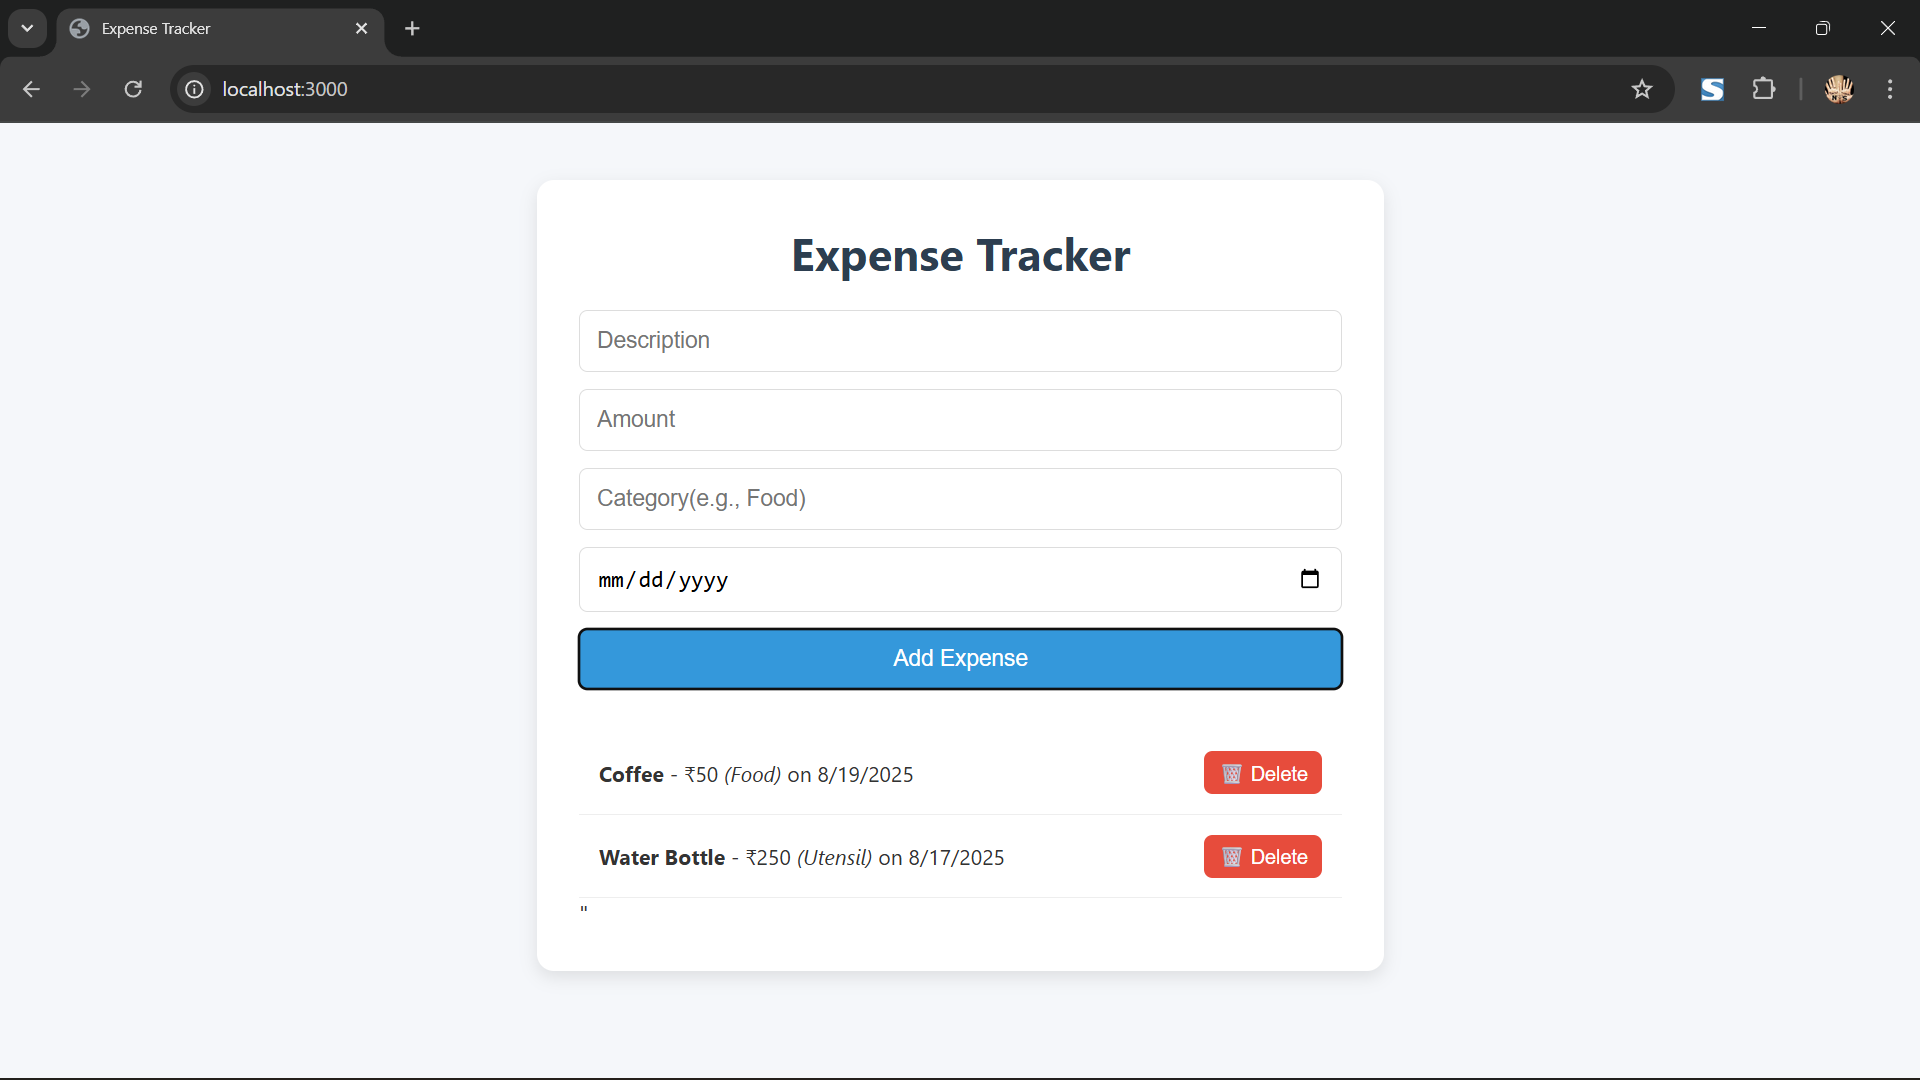 Expense Tracker
localhost:3000
Expense Tracker
Description
Amount
Category(e.g., Food)
mm/dd/yyyy
Add Expense
Coffee - ₹50 (Food) on 8/19/2025
🗑️ Delete
Water Bottle - ₹250 (Utensil) on 8/17/2025
🗑️ Delete
"